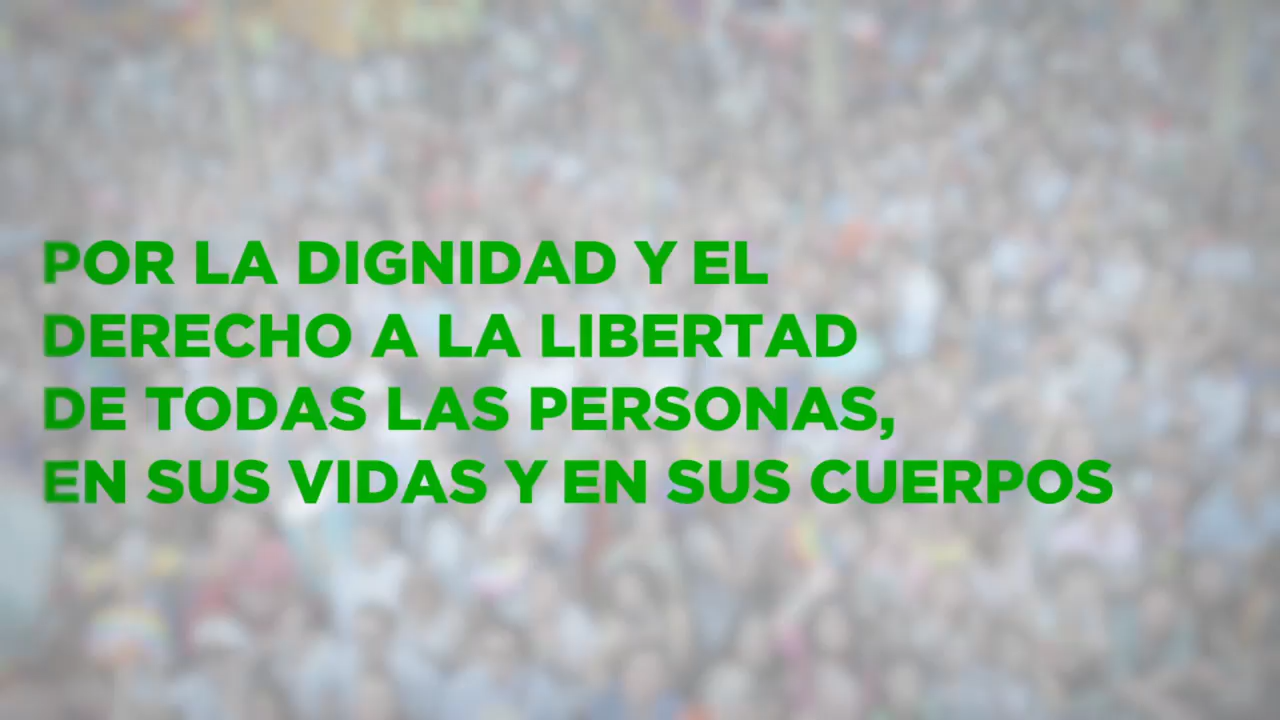 POR LA DIGNIDAD Y EL
DERECHO A LA LIBERTAD
DE TODAS LAS PERSONAS,
EN SUS VIDAS Y EN SUS CUERPOS